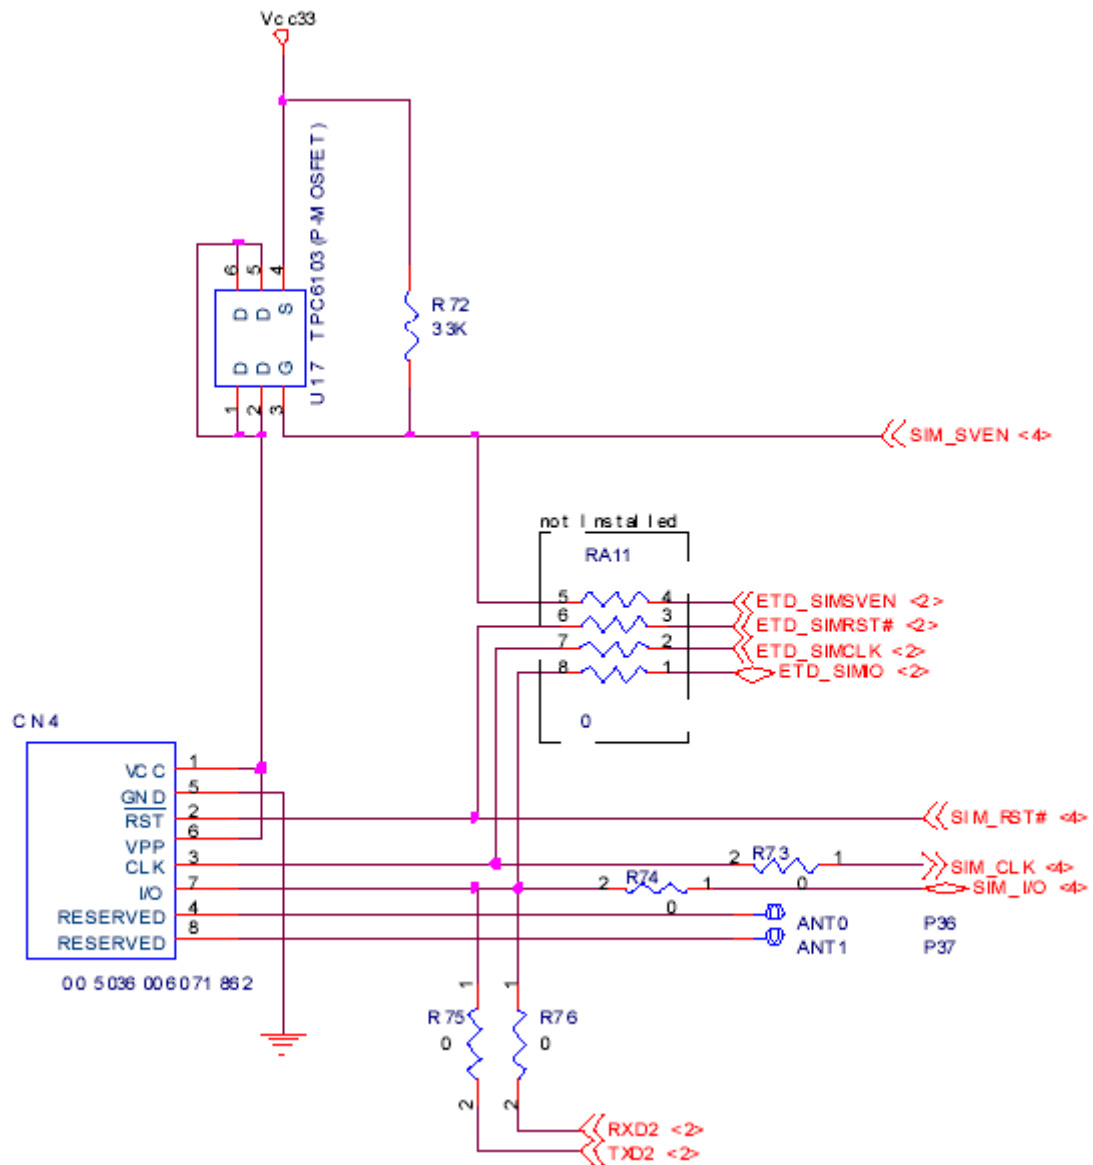 Vcc33
U17 TPC6103(P-MOSFET)
6 5 4
D D S
D D G
1 2 3
R72
33K
SIM_SVEN <4>
not Installed
RA11
5 4 ETD_SIMSVEN <2>
6 3 ETD_SIMRST# <2>
7 2 ETD_SIMCLK <2>
8 1 ETD_SIMIO <2>
0
CN4
VCC 1
GND 5
RST 2 SIM_RST# <4>
VPP 6
CLK 3 2 R73 1 SIM_CLK <4>
0
I/O 7 2 R74 1 SIM_I/O <4>
0
RESERVED 4 ANT0 P36
RESERVED 8 ANT1 P37
005036006071862
1 1
R75 R76
0 0
2 2
RXD2 <2>
TXD2 <2>